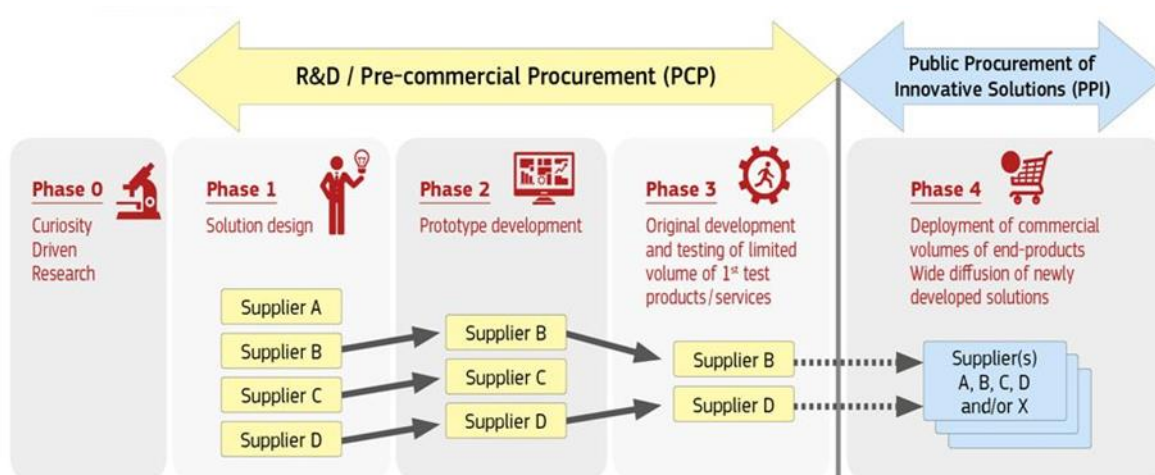 R&D / Pre-commercial Procurement (PCP)
Public Procurement of
Innovative Solutions (PPI)
Phase 0
Curiosity
Driven
Research
Phase 1
Solution design
Supplier A
Supplier B
Supplier C
Supplier D
Phase 2
Prototype development
Supplier B
Supplier C
Supplier D
Phase 3
Original development
and testing of limited
volume of 1st test
products/services
Supplier B
Supplier D
Phase 4
Deployment of commercial
volumes of end-products
Wide diffusion of newly
developed solutions
Supplier(s)
A, B, C, D
and/or X